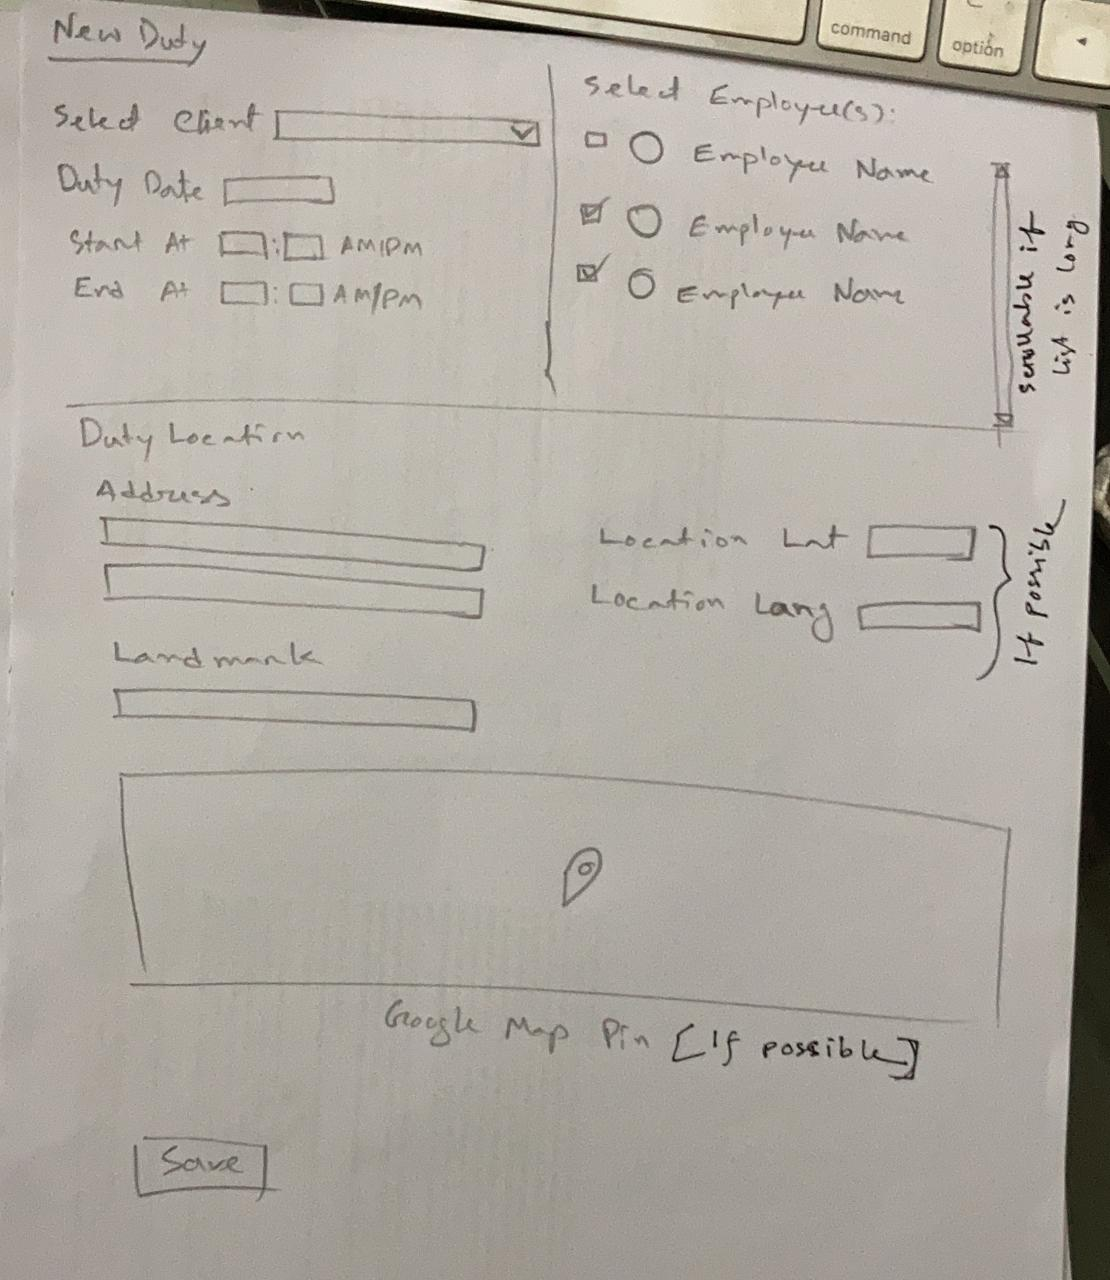 command
option
New Duty
Select Client
Duty Date
Start At : AM/PM
End At : AM/PM
Select Employee(s):
Employee Name
Employee Name
Employee Name
scrollable if
list is long
Duty Location
Address
Landmark
Location Lat
Location Lang
If possible
Google Map Pin [If possible]
Save